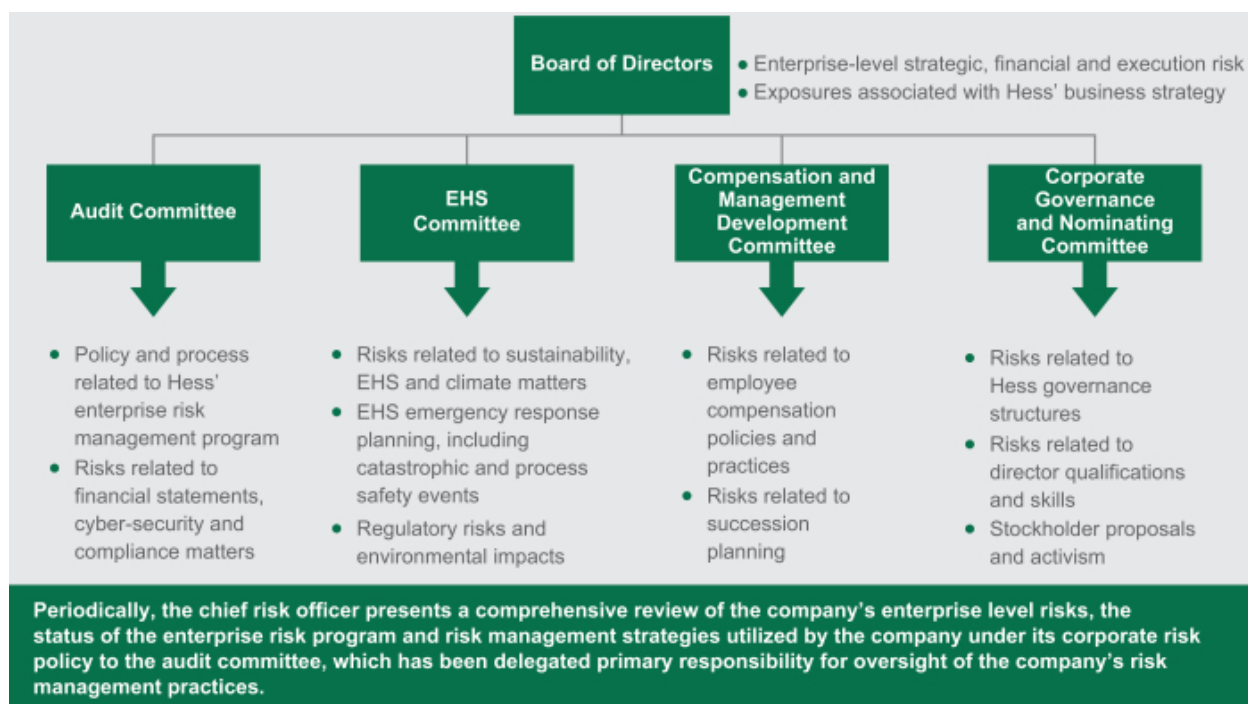 Board of Directors
● Enterprise-level strategic, financial and execution risk
● Exposures associated with Hess' business strategy
Audit Committee
● Policy and process
related to Hess'
enterprise risk
management program
● Risks related to
financial statements,
cyber-security and
compliance matters
EHS
Committee
● Risks related to sustainability,
EHS and climate matters
● EHS emergency response
planning, including
catastrophic and process
safety events
● Regulatory risks and
environmental impacts
Compensation and
Management
Development
Committee
● Risks related to
employee
compensation
policies and
practices
● Risks related to
succession
planning
Corporate
Governance
and Nominating
Committee
● Risks related to
Hess governance
structures
● Risks related to
director qualifications
and skills
● Stockholder proposals
and activism
Periodically, the chief risk officer presents a comprehensive review of the company's enterprise level risks, the
status of the enterprise risk program and risk management strategies utilized by the company under its corporate risk
policy to the audit committee, which has been delegated primary responsibility for oversight of the company's risk
management practices.